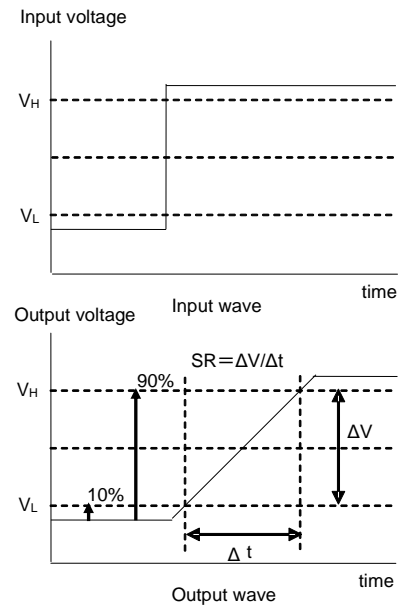 Input voltage
VH
VL
time
Input wave
Output voltage
SR＝ΔV/Δt
VH
90%
ΔV
VL
10%
Δ t
time
Output wave